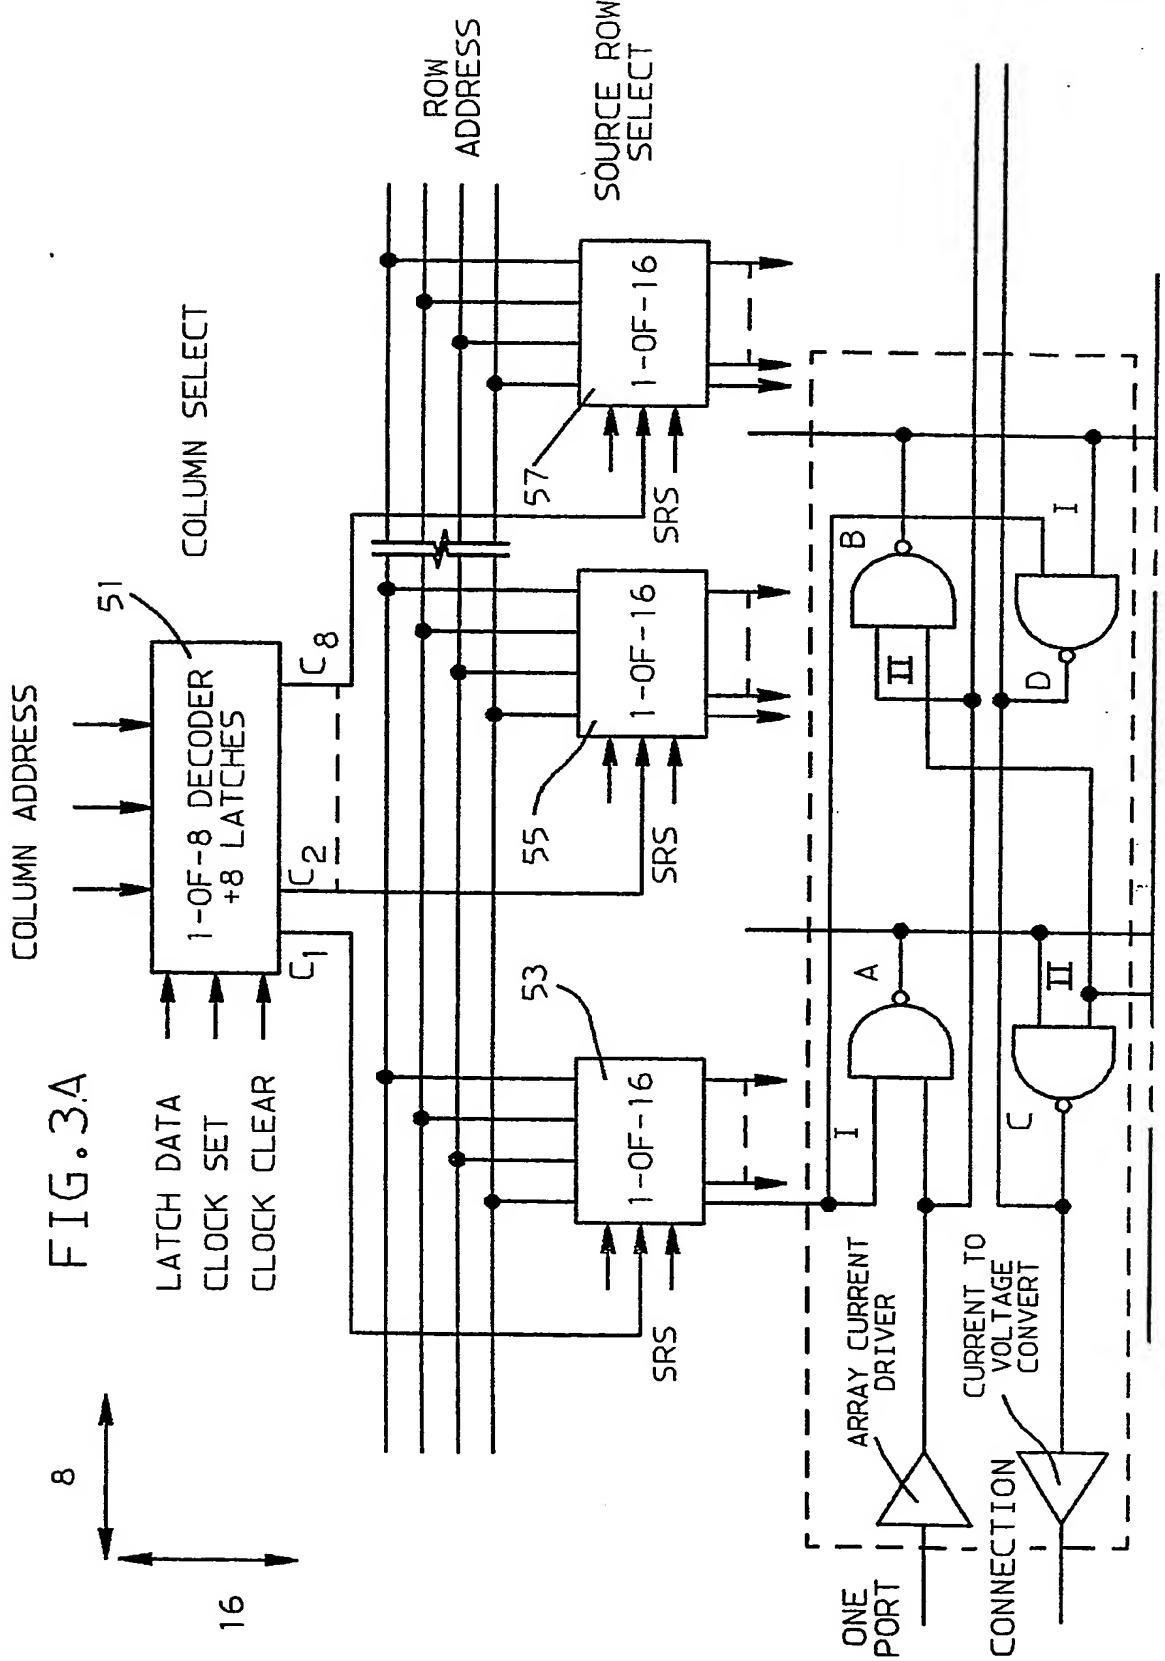 FIG.3A
8
16
COLUMN ADDRESS
LATCH DATA
CLOCK SET
CLOCK CLEAR
1-OF-8 DECODER
+8 LATCHES
51
COLUMN SELECT
C1
C2
C8
ROW
ADDRESS
53
1-OF-16
SRS
55
1-OF-16
SRS
57
1-OF-16
SRS
SOURCE ROW
SELECT
ONE
PORT
CONNECTION
ARRAY CURRENT
DRIVER
CURRENT TO
VOLTAGE
CONVERT
I
A
II
B
C
II
D
I